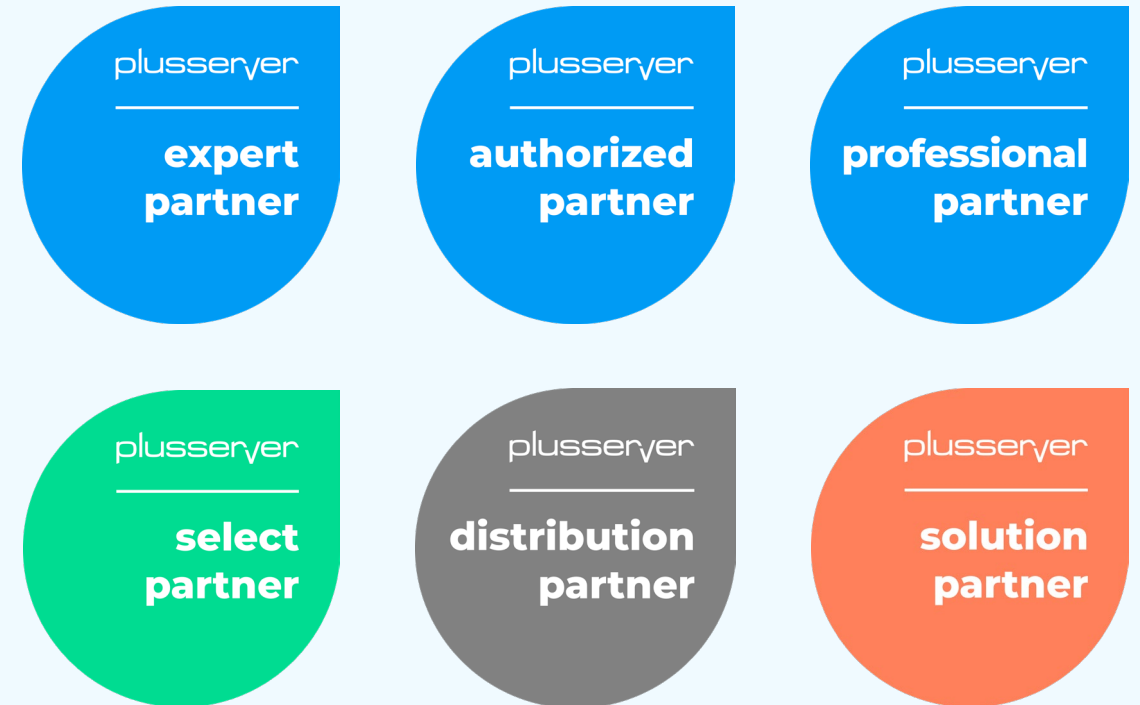 plusserver
expert
partner
plusserver
authorized
partner
plusserver
professional
partner
plusserver
select
partner
plusserver
distribution
partner
plusserver
solution
partner